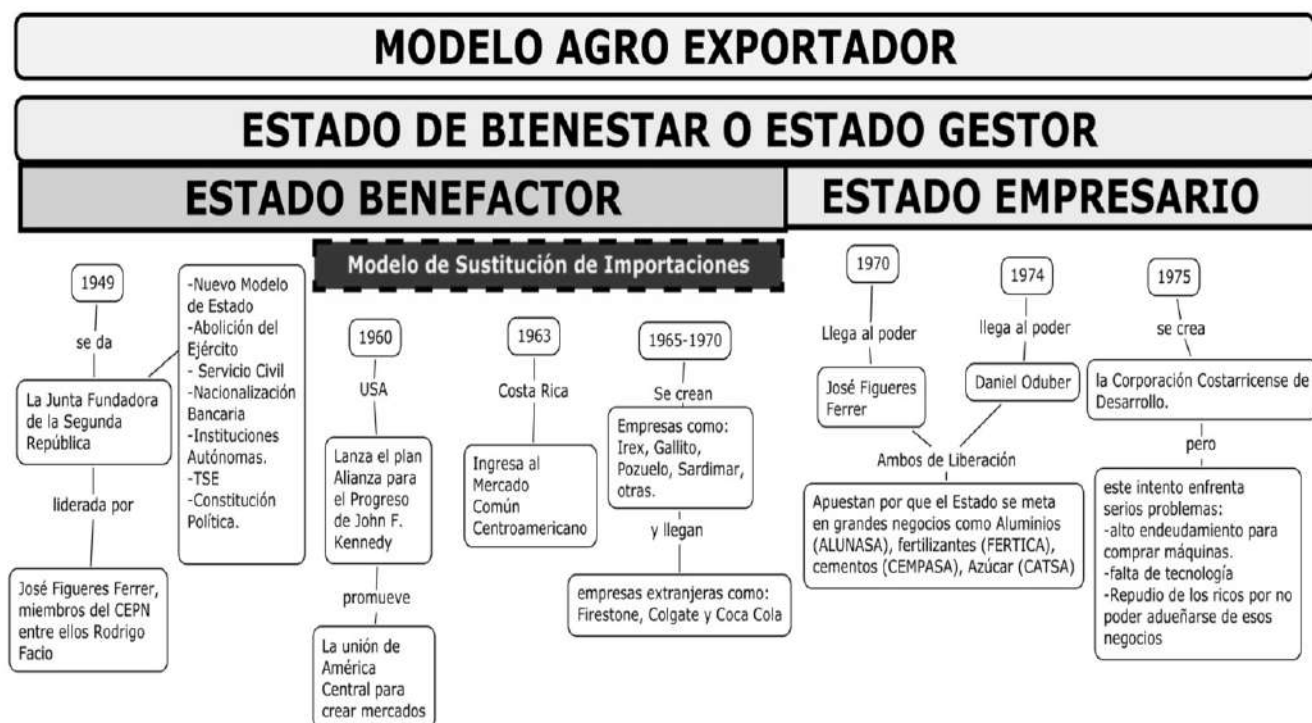 MODELO AGRO EXPORTADOR
ESTADO DE BIENESTAR O ESTADO GESTOR
ESTADO BENEFACTOR
ESTADO EMPRESARIO
Modelo de Sustitución de Importaciones
1949
se da
La Junta Fundadora
de la Segunda
República
liderada por
José Figueres Ferrer,
miembros del CEPN
entre ellos Rodrigo
Facio
-Nuevo Modelo
de Estado
-Abolición del
Ejército
- Servicio Civil
-Nacionalización
Bancaria
-Instituciones
Autónomas.
-TSE
-Constitución
Política.
1960
USA
Lanza el plan
Alianza para
el Progreso
de John F.
Kennedy
promueve
La unión de
América
Central para
crear mercados
1963
Costa Rica
Ingresa al
Mercado
Común
Centroamericano
1965-1970
Se crean
Empresas como:
Irex, Gallito,
Pozuelo, Sardimar,
otras.
y llegan
empresas extranjeras como:
Firestone, Colgate y Coca Cola
1970
Llega al poder
José Figueres
Ferrer
1974
llega al poder
Daniel Oduber
Ambos de Liberación
Apuestan por que el Estado se meta
en grandes negocios como Aluminios
(ALUNASA), fertilizantes (FERTICA),
cementos (CEMPASA), Azúcar (CATSA)
1975
se crea
la Corporación Costarricense de
Desarrollo.
pero
este intento enfrenta
serios problemas:
-alto endeudamiento para
comprar máquinas.
-falta de tecnología
-Repudio de los ricos por no
poder adueñarse de esos
negocios